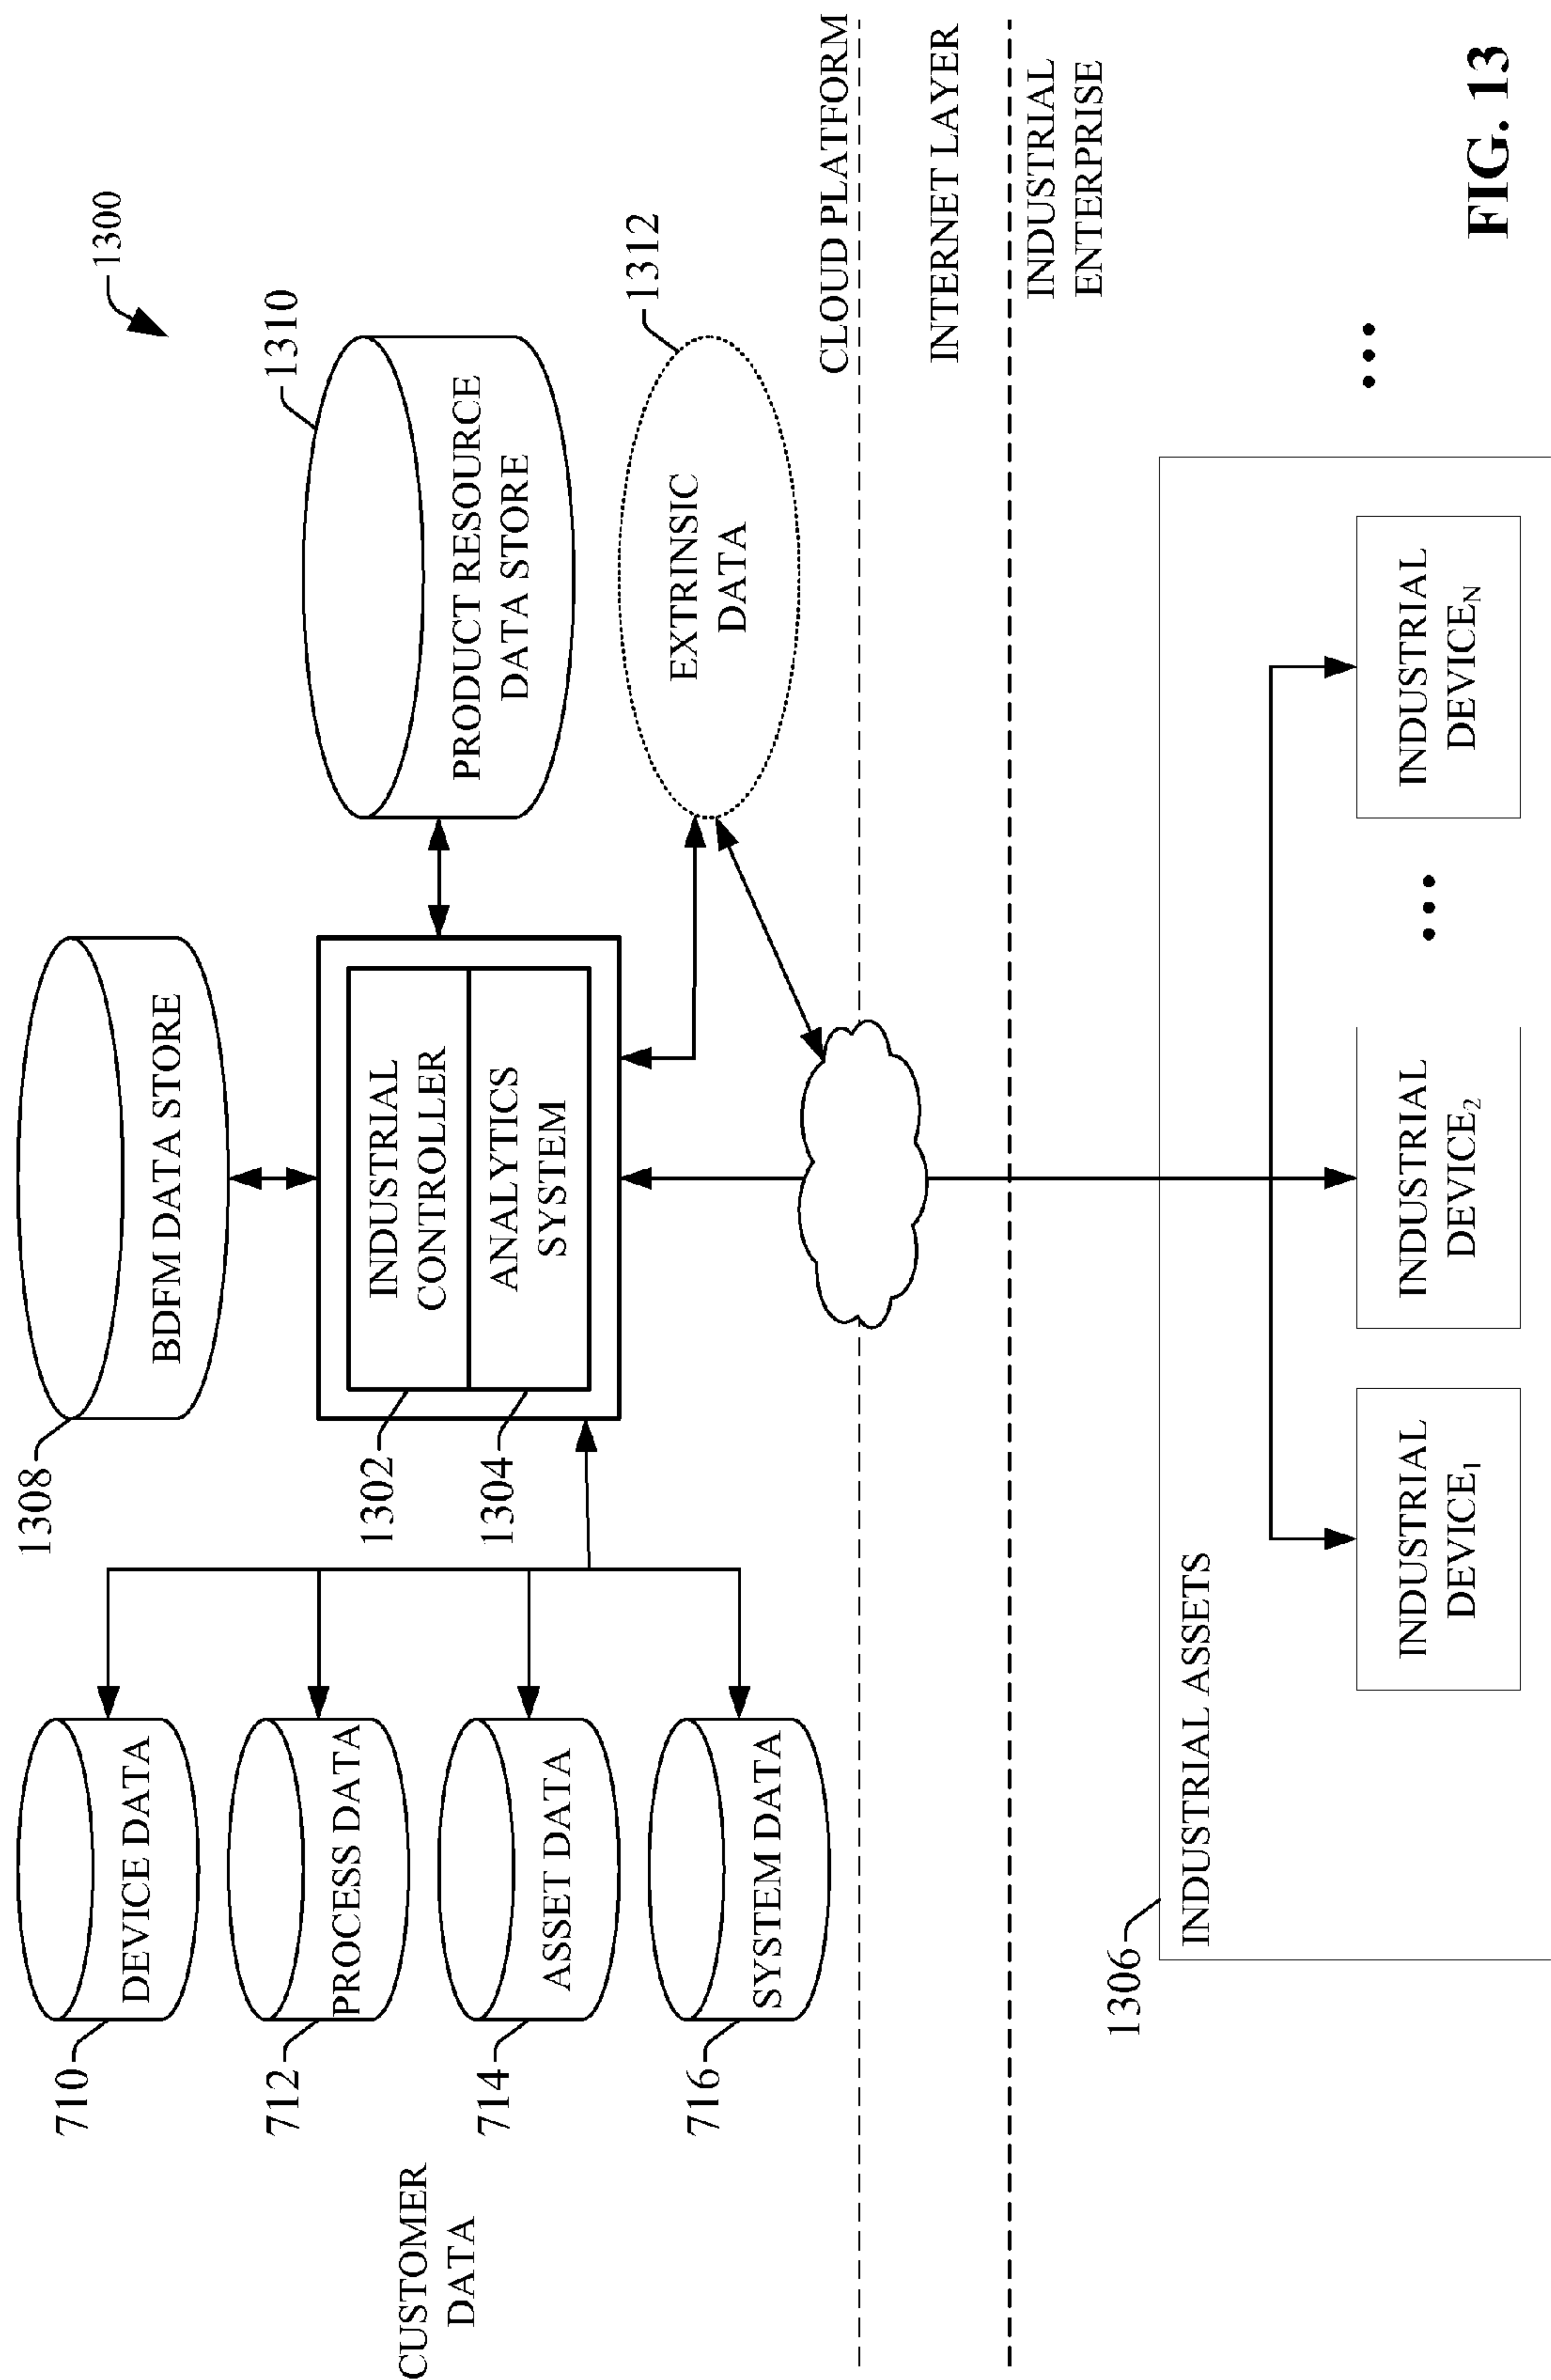 1300
1308
BDFM DATA STORE
710
DEVICE DATA
1310
PRODUCT RESOURCE
DATA STORE
712
PROCESS DATA
1302
INDUSTRIAL
CONTROLLER
CUSTOMER
DATA
714
ASSET DATA
1304
ANALYTICS
SYSTEM
1312
EXTRINSIC
DATA
716
SYSTEM DATA
CLOUD PLATFORM
INTERNET LAYER
INDUSTRIAL
ENTERPRISE
1306
INDUSTRIAL ASSETS
INDUSTRIAL
DEVICE₁
INDUSTRIAL
DEVICE₂
•••
INDUSTRIAL
DEVICE_N
•••
FIG. 13